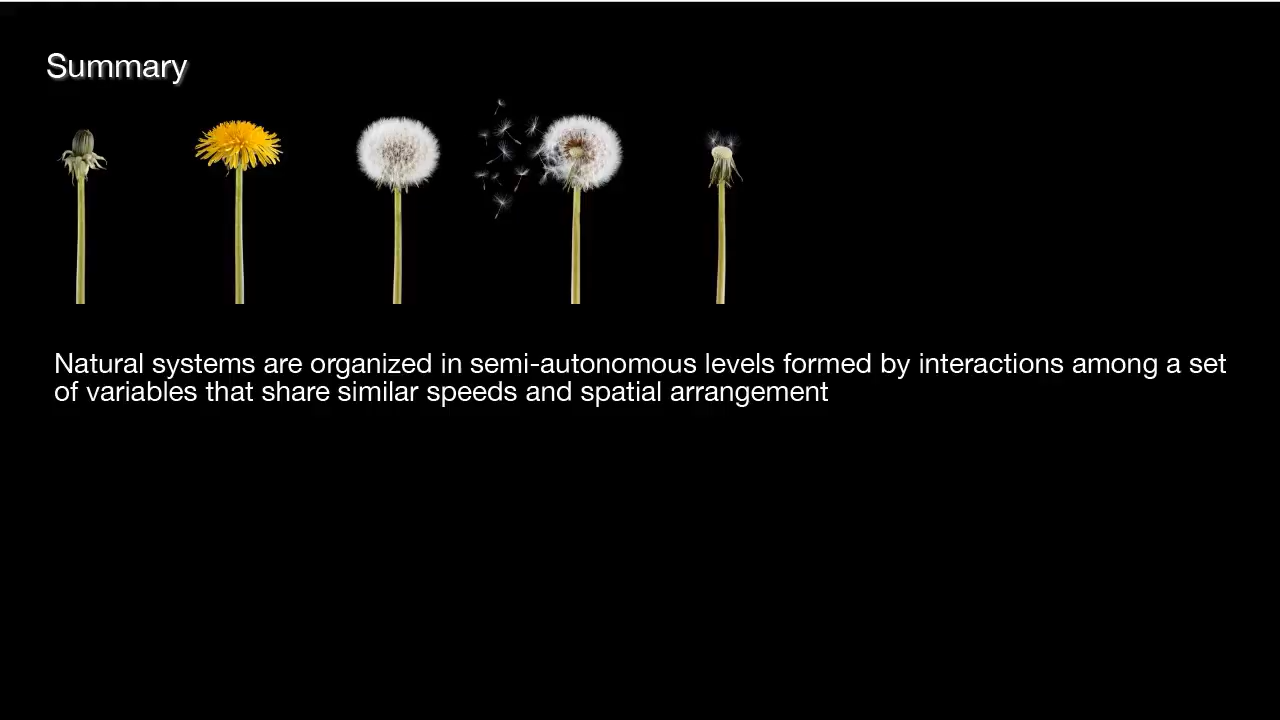 Summary
Natural systems are organized in semi-autonomous levels formed by interactions among a set
of variables that share similar speeds and spatial arrangement